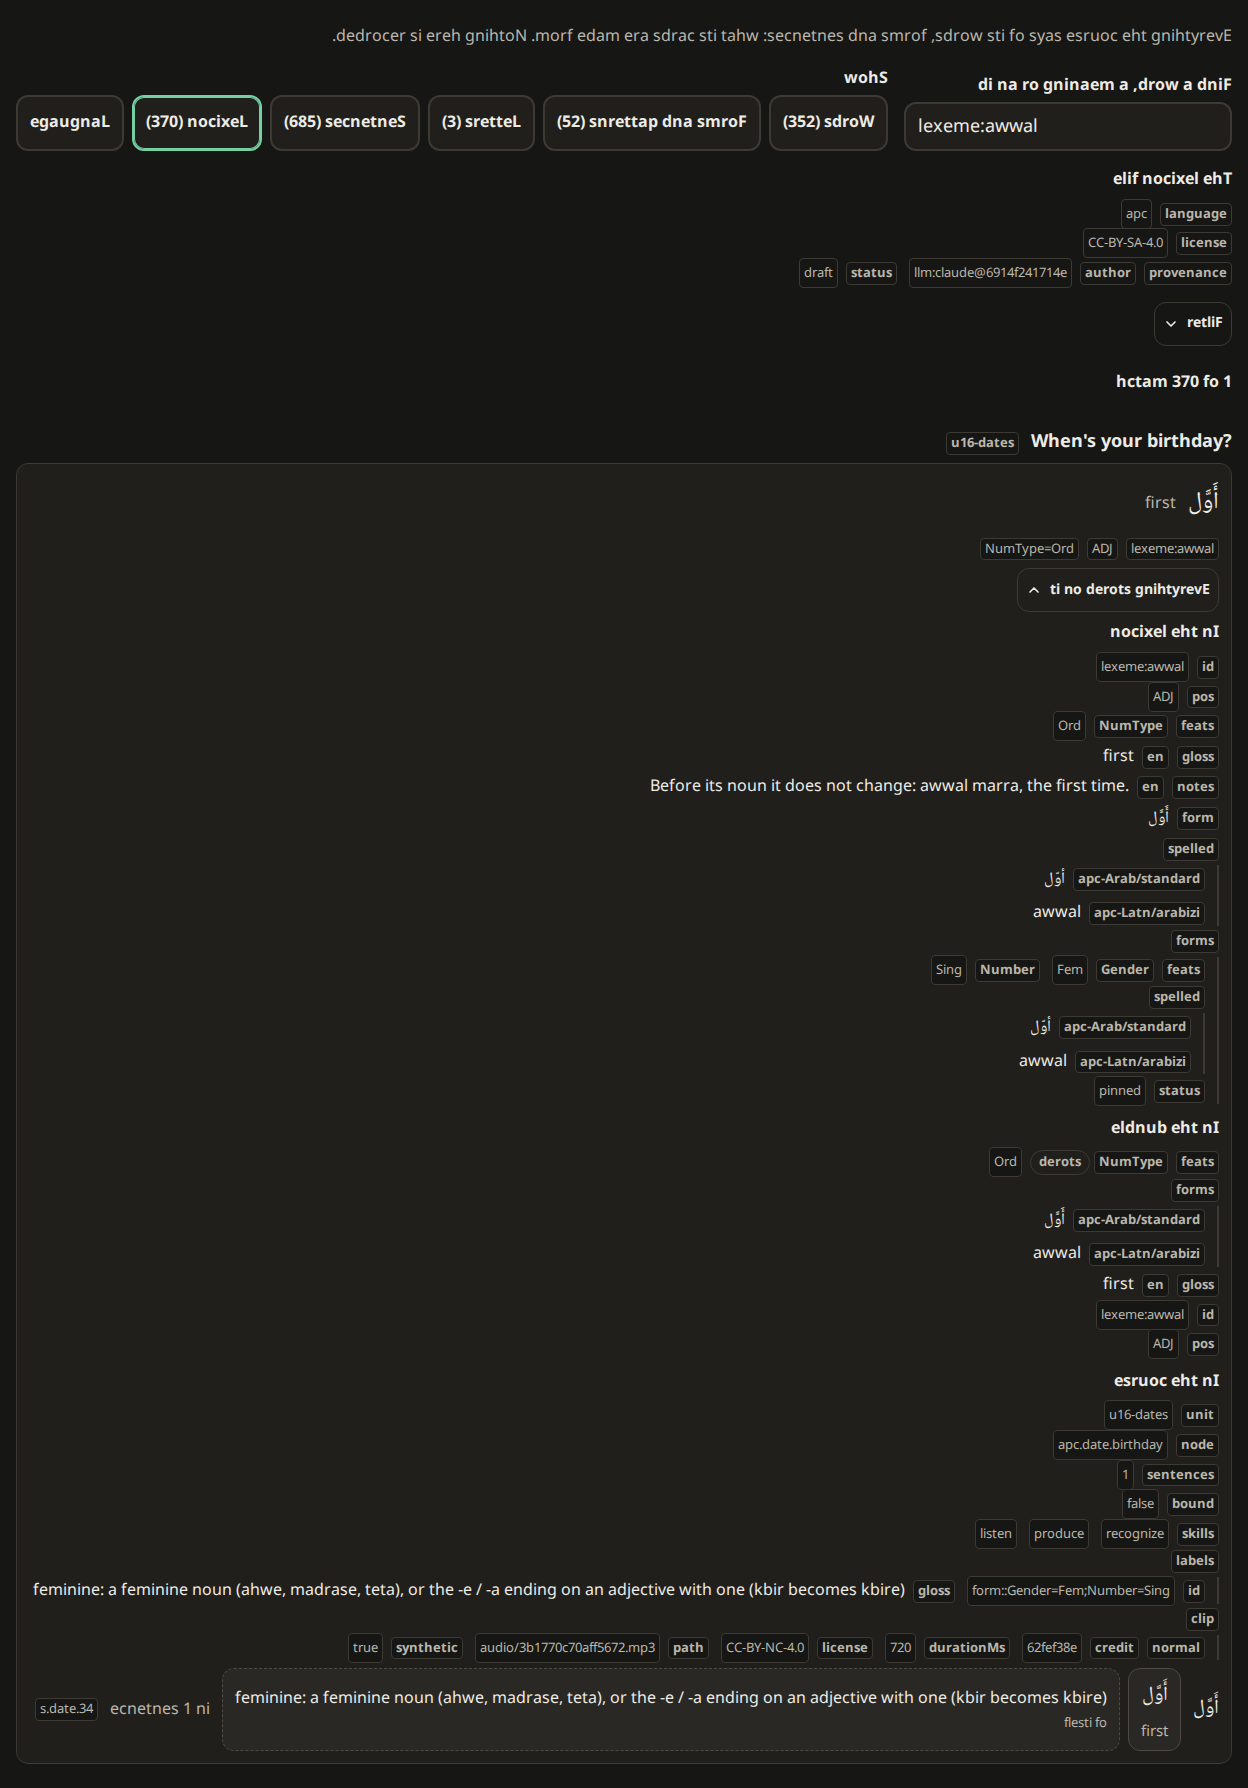 .dedrocer si ereh gnihtoN .morf edam era sdrac sti tahw :secnetnes dna smrof ,sdrow sti fo syas esruoc eht gnihtyrevE
di na ro gninaem a ,drow a dniF
lexeme:awwal
wohS
(352) sdroW
(52) snrettap dna smroF
(3) sretteL
(685) secnetneS
(370) nocixeL
egaugnaL
elif nocixel ehT
language apc
license CC-BY-SA-4.0
provenance author llm:claude@6914f241714e status draft
retliF
hctam 370 fo 1
When's your birthday? u16-dates
أَوَّل first
lexeme:awwal ADJ NumType=Ord
ti no derots gnihtyrevE
nocixel eht nI
id lexeme:awwal
pos ADJ
feats NumType Ord
gloss en first
notes en Before its noun it does not change: awwal marra, the first time.
form أَوَّل
spelled
apc-Arab/standard أوّل
apc-Latn/arabizi awwal
forms
feats Gender Fem Number Sing
spelled
apc-Arab/standard أوّل
apc-Latn/arabizi awwal
status pinned
eldnub eht nI
feats NumType derots Ord
forms
apc-Arab/standard أَوَّل
apc-Latn/arabizi awwal
gloss en first
id lexeme:awwal
pos ADJ
esruoc eht nI
unit u16-dates
node apc.date.birthday
sentences 1
bound false
skills recognize produce listen
labels
id form::Gender=Fem;Number=Sing gloss feminine: a feminine noun (ahwe, madrase, teta), or the -e / -a ending on an adjective with one (kbir becomes kbire)
clip
normal credit 62fef38e durationMs 720 license CC-BY-NC-4.0 path audio/3b1770c70aff5672.mp3 synthetic true
أَوَّل
أَوَّل
first
feminine: a feminine noun (ahwe, madrase, teta), or the -e / -a ending on an adjective with one (kbir becomes kbire)
flesti fo
ecnetnes 1 ni
s.date.34